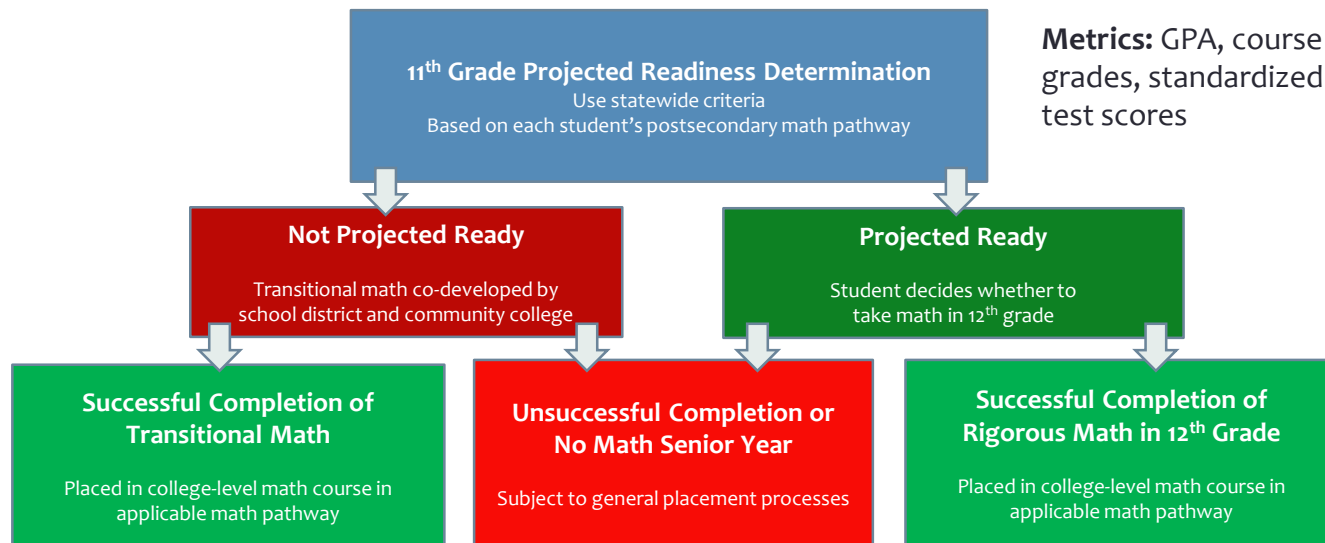 11th Grade Projected Readiness Determination
Use statewide criteria
Based on each student's postsecondary math pathway
Metrics: GPA, course
grades, standardized
test scores
Not Projected Ready
Transitional math co-developed by
school district and community college
Projected Ready
Student decides whether to
take math in 12th grade
Successful Completion of
Transitional Math
Placed in college-level math course in
applicable math pathway
Unsuccessful Completion or
No Math Senior Year
Subject to general placement processes
Successful Completion of
Rigorous Math in 12th Grade
Placed in college-level math course in
applicable math pathway